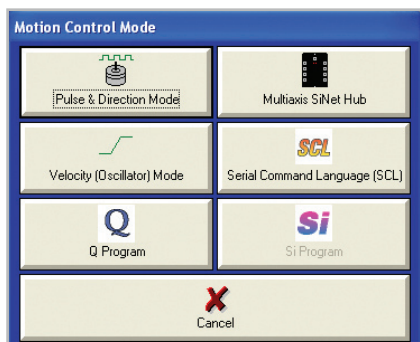 Motion Control Mode
Pulse & Direction Mode
Multiaxis SiNet Hub
SCL
Velocity (Oscillator) Mode
Serial Command Language (SCL)
Q
Si
Q Program
Si Program
Cancel